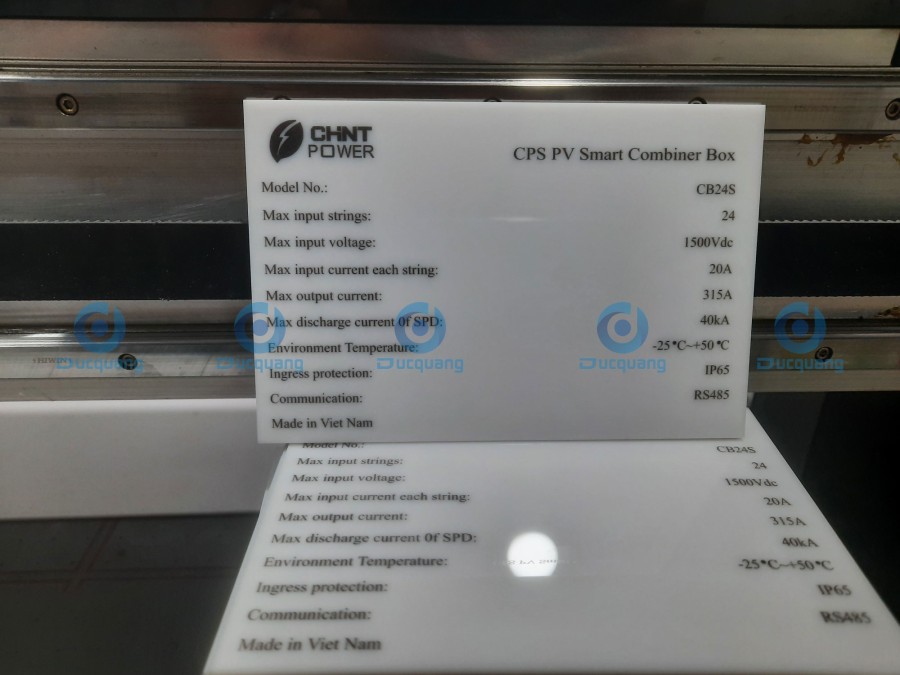 CHNT
POWER
CPS PV Smart Combiner Box
Model No.: CB24S
Max input strings: 24
Max input voltage: 1500Vdc
Max input current each string: 20A
Max output current: 315A
Max discharge current 0f SPD: 40kA
Environment Temperature: -25°C~+50°C
Ingress protection: IP65
Communication: RS485
Made in Viet Nam
Ducquang Ducquang Ducquang Ducquang Ducquang
Model No.: CB24S
Max input strings: 24
Max input voltage: 1500Vdc
Max input current each string: 20A
Max output current: 315A
Max discharge current 0f SPD: 40kA
Environment Temperature: -25°C~+50°C
Ingress protection: IP65
Communication: RS485
Made in Viet Nam